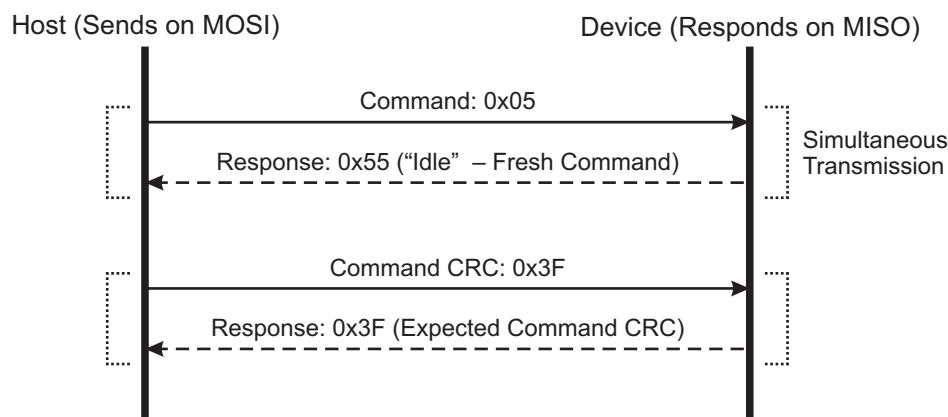 Host (Sends on MOSI)
Device (Responds on MISO)
Command: 0x05
Response: 0x55 (“Idle” – Fresh Command)
Simultaneous
Transmission
Command CRC: 0x3F
Response: 0x3F (Expected Command CRC)